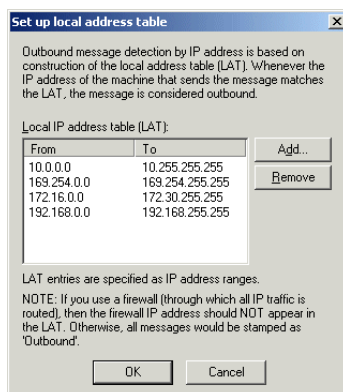 Set up local address table
Outbound message detection by IP address is based on
construction of the local address table (LAT). Whenever the
IP address of the machine that sends the message matches
the LAT, the message is considered outbound.
Local IP address table (LAT):
From To
10.0.0.0 10.255.255.255
169.254.0.0 169.254.255.255
172.16.0.0 172.30.255.255
192.168.0.0 192.168.255.255
Add...
Remove
LAT entries are specified as IP address ranges.
NOTE: If you use a firewall (through which all IP traffic is
routed), then the firewall IP address should NOT appear in
the LAT. Otherwise, all messages would be stamped as
'Outbound'.
OK Cancel